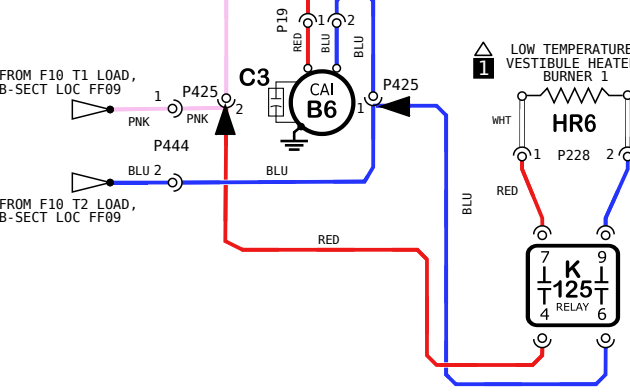 P19
1
2
RED
BLU
BLU
LOW TEMPERATURE
VESTIBULE HEATE
BURNER 1
1
FROM F10 T1 LOAD,
B-SECT LOC FF09
1
PNK
PNK
P425
2
C3
CAI
B6
P425
1
WHT
HR6
1
P228
2
P444
BLU
2
BLU
FROM F10 T2 LOAD,
B-SECT LOC FF09
RED
BLU
RED
7
9
K
125
RELAY
4
6